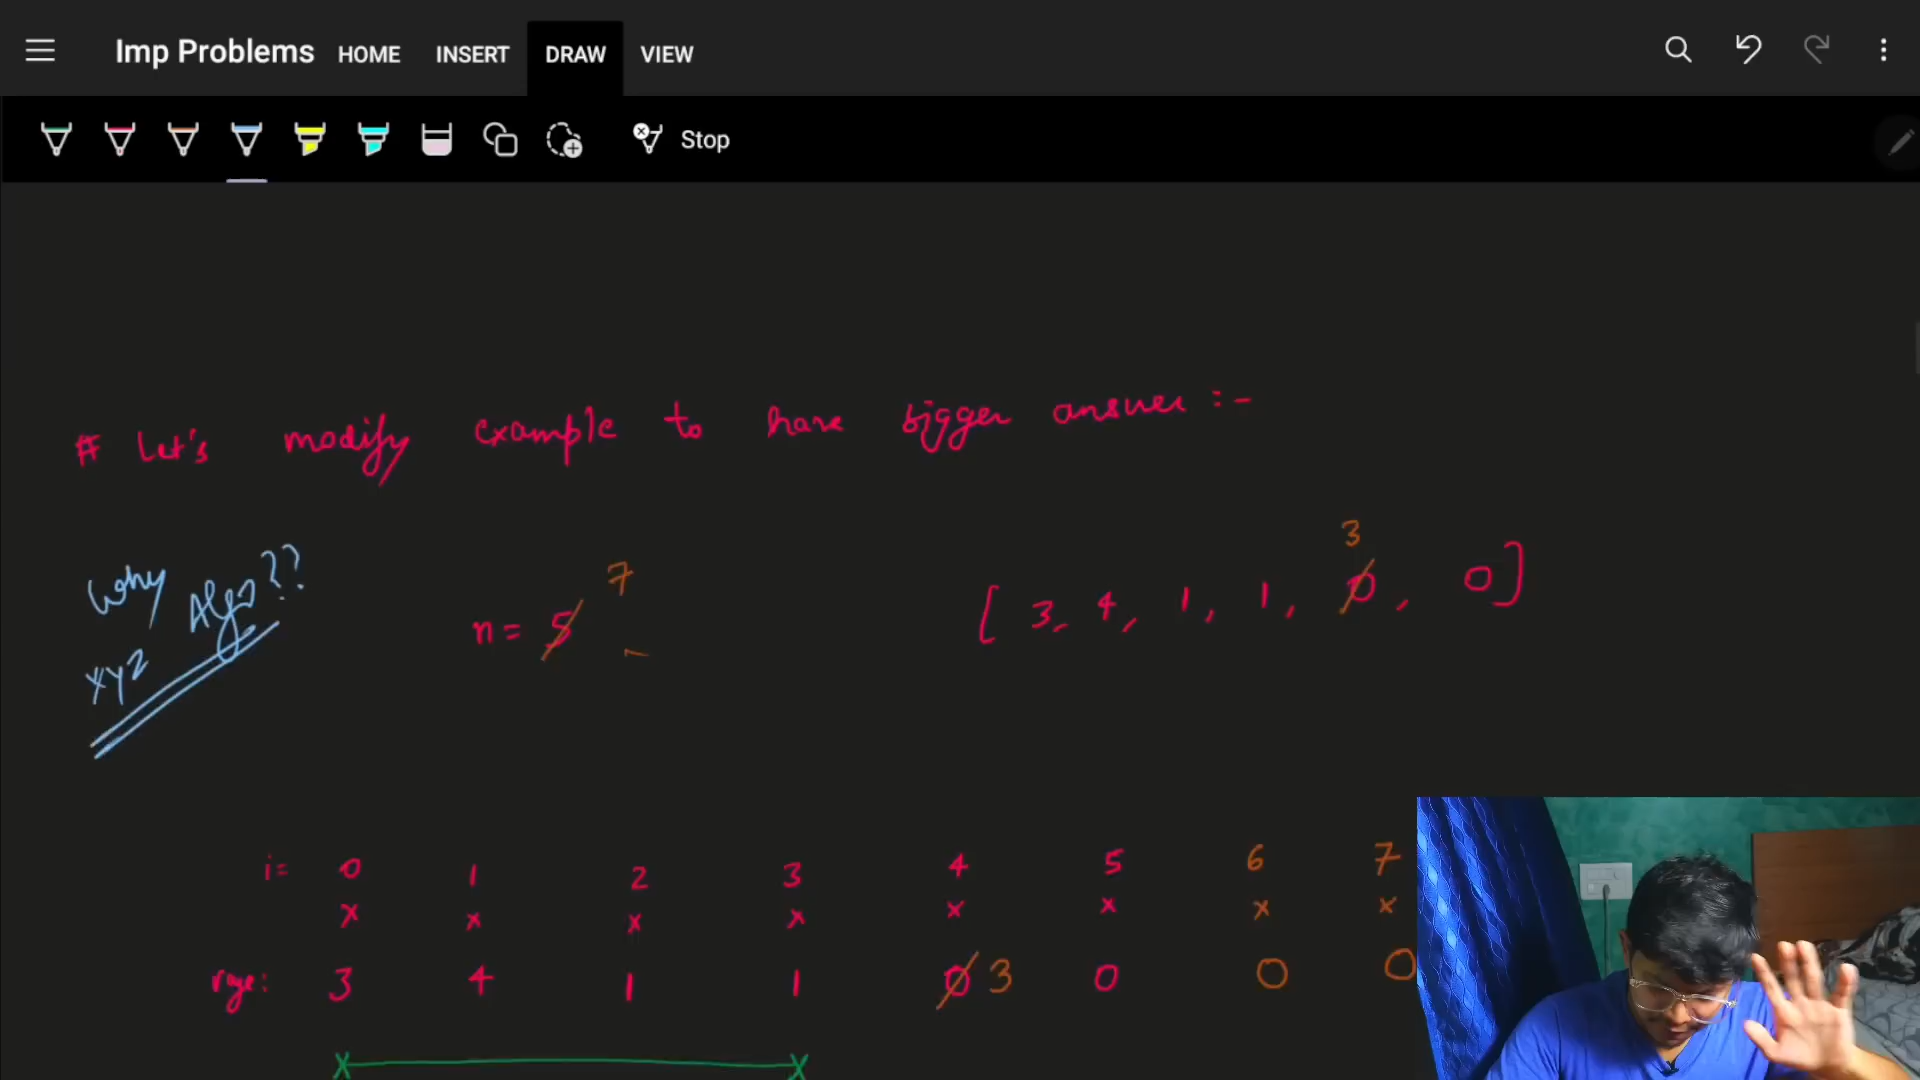 Imp Problems HOME INSERT DRAW VIEW
Stop
# Let's modify example to have bigger answer :-
Why Algo??
xyz
n = 5 7
3
[ 3, 4, 1, 1, 0, 0 ]
i= 0 1 2 3 4 5 6 7
x x x x x x x x
range: 3 4 1 1 0 3 0 0 0
x x